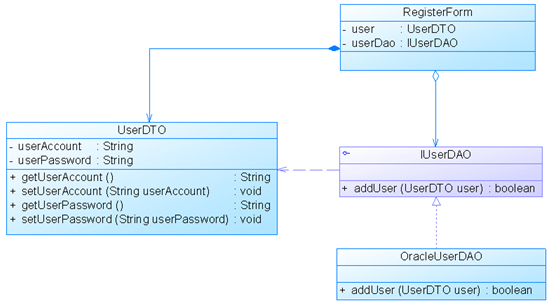 RegisterForm
- user : UserDTO
- userDao : IUserDAO
UserDTO
- userAccount : String
- userPassword : String
+ getUserAccount () : String
+ setUserAccount (String userAccount) : void
+ getUserPassword () : String
+ setUserPassword (String userPassword) : void
IUserDAO
+ addUser (UserDTO user) : boolean
OracleUserDAO
+ addUser (UserDTO user) : boolean